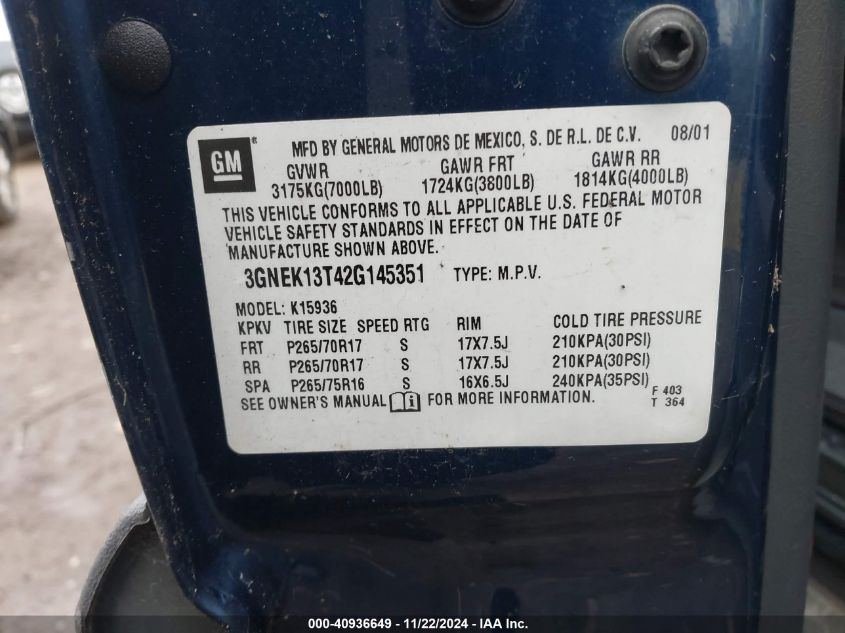 GM ® MFD BY GENERAL MOTORS DE MEXICO, S. DE R.L. DE C.V. 08/01
GVWR GAWR FRT GAWR RR
3175KG(7000LB) 1724KG(3800LB) 1814KG(4000LB)
THIS VEHICLE CONFORMS TO ALL APPLICABLE U.S. FEDERAL MOTOR
VEHICLE SAFETY STANDARDS IN EFFECT ON THE DATE OF
MANUFACTURE SHOWN ABOVE.
3GNEK13T42G145351 TYPE: M.P.V.
MODEL: K15936
KPKV TIRE SIZE SPEED RTG RIM COLD TIRE PRESSURE
FRT P265/70R17 S 17X7.5J 210KPA(30PSI)
RR P265/70R17 S 17X7.5J 210KPA(30PSI)
SPA P265/75R16 S 16X6.5J 240KPA(35PSI)
SEE OWNER'S MANUAL FOR MORE INFORMATION.
F 403
T 364
000-40936649 - 11/22/2024 - IAA Inc.